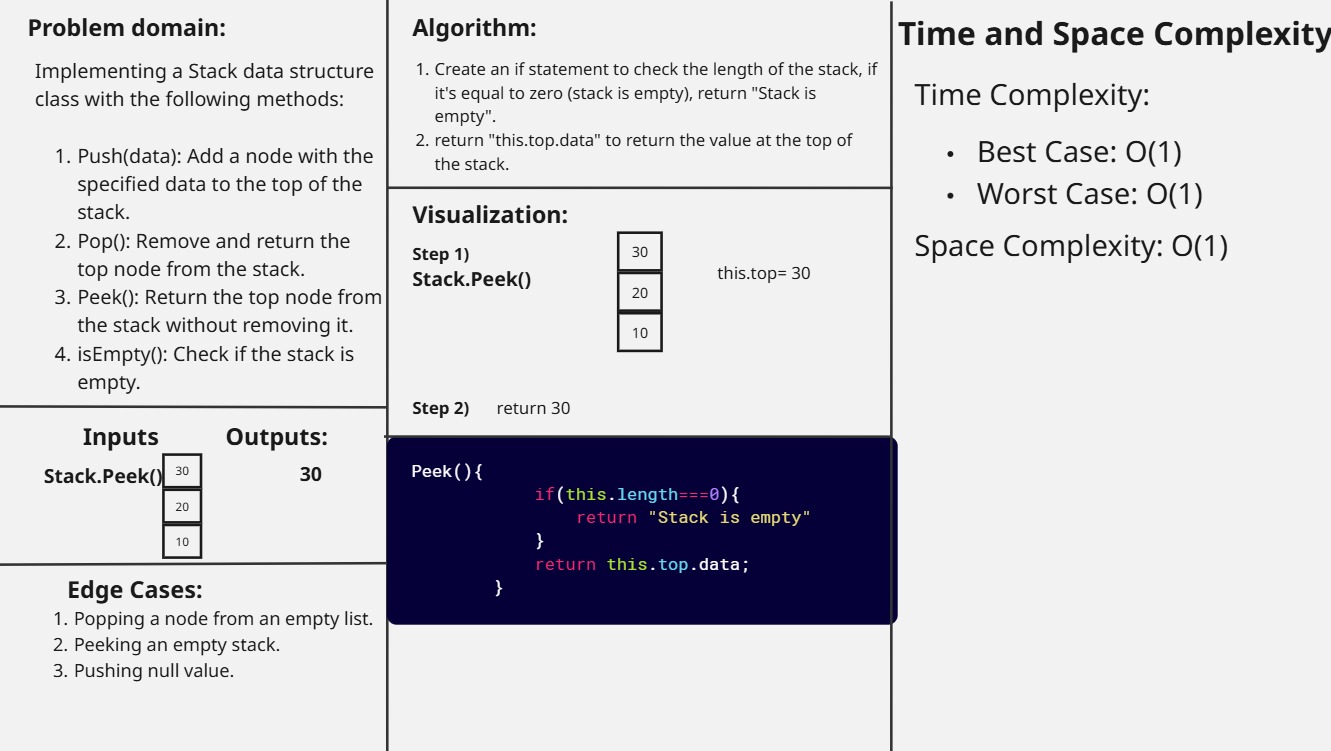 Problem domain:
Implementing a Stack data structure
class with the following methods:
1. Push(data): Add a node with the
specified data to the top of the
stack.
2. Pop(): Remove and return the
top node from the stack.
3. Peek(): Return the top node from
the stack without removing it.
4. isEmpty(): Check if the stack is
empty.
Inputs
Outputs:
Stack.Peek()
30
20
10
30
Edge Cases:
1. Popping a node from an empty list.
2. Peeking an empty stack.
3. Pushing null value.
Algorithm:
1. Create an if statement to check the length of the stack, if
it's equal to zero (stack is empty), return "Stack is
empty".
2. return "this.top.data" to return the value at the top of
the stack.
Visualization:
Step 1)
Stack.Peek()
30
20
10
this.top= 30
Step 2) return 30
Peek(){
if(this.length===0){
return "Stack is empty"
}
return this.top.data;
}
Time and Space Complexity
Time Complexity:
• Best Case: O(1)
• Worst Case: O(1)
Space Complexity: O(1)